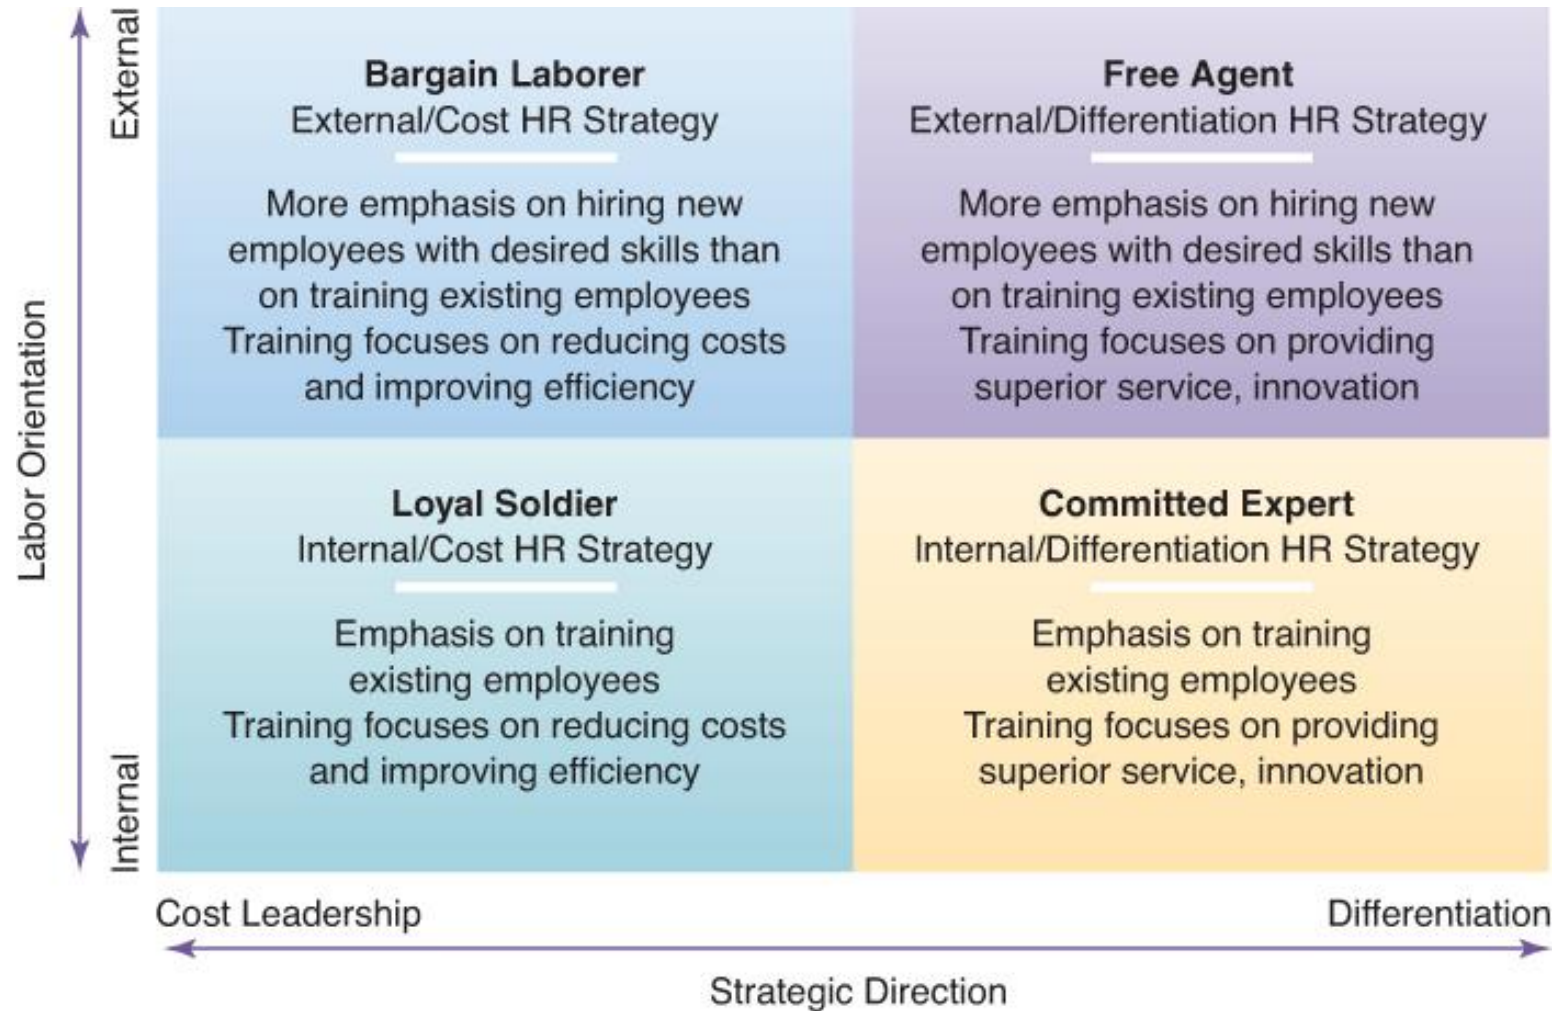 Labor Orientation
External
Internal
Bargain Laborer
External/Cost HR Strategy
More emphasis on hiring new
employees with desired skills than
on training existing employees
Training focuses on reducing costs
and improving efficiency
Free Agent
External/Differentiation HR Strategy
More emphasis on hiring new
employees with desired skills than
on training existing employees
Training focuses on providing
superior service, innovation
Loyal Soldier
Internal/Cost HR Strategy
Emphasis on training
existing employees
Training focuses on reducing costs
and improving efficiency
Committed Expert
Internal/Differentiation HR Strategy
Emphasis on training
existing employees
Training focuses on providing
superior service, innovation
Cost Leadership
Differentiation
Strategic Direction